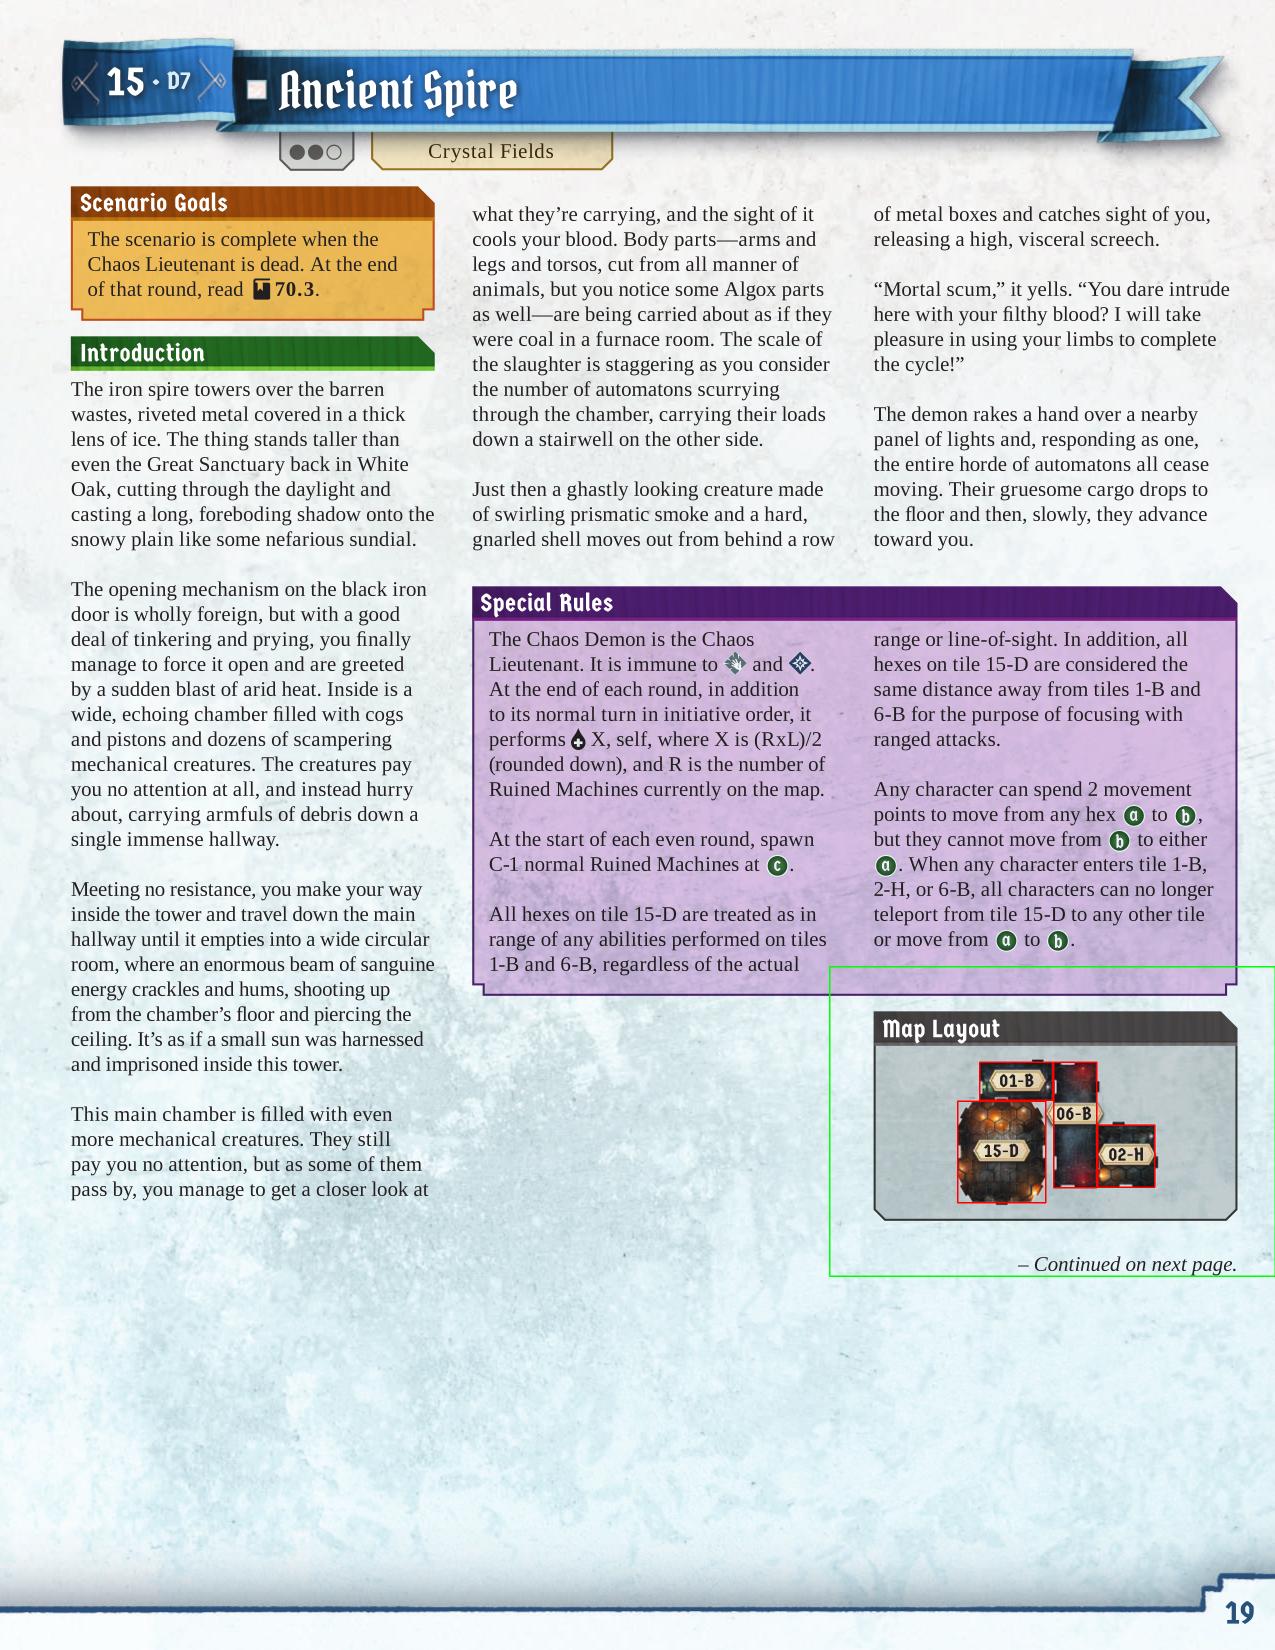 15 • D7
Ancient Spire
Crystal Fields
Scenario Goals
The scenario is complete when the
Chaos Lieutenant is dead. At the end
of that round, read 70.3.
Introduction
The iron spire towers over the barren
wastes, riveted metal covered in a thick
lens of ice. The thing stands taller than
even the Great Sanctuary back in White
Oak, cutting through the daylight and
casting a long, foreboding shadow onto the
snowy plain like some nefarious sundial.
The opening mechanism on the black iron
door is wholly foreign, but with a good
deal of tinkering and prying, you finally
manage to force it open and are greeted
by a sudden blast of arid heat. Inside is a
wide, echoing chamber filled with cogs
and pistons and dozens of scampering
mechanical creatures. The creatures pay
you no attention at all, and instead hurry
about, carrying armfuls of debris down a
single immense hallway.
Meeting no resistance, you make your way
inside the tower and travel down the main
hallway until it empties into a wide circular
room, where an enormous beam of sanguine
energy crackles and hums, shooting up
from the chamber’s floor and piercing the
ceiling. It’s as if a small sun was harnessed
and imprisoned inside this tower.
This main chamber is filled with even
more mechanical creatures. They still
pay you no attention, but as some of them
pass by, you manage to get a closer look at
what they’re carrying, and the sight of it
cools your blood. Body parts—arms and
legs and torsos, cut from all manner of
animals, but you notice some Algox parts
as well—are being carried about as if they
were coal in a furnace room. The scale of
the slaughter is staggering as you consider
the number of automatons scurrying
through the chamber, carrying their loads
down a stairwell on the other side.
Just then a ghastly looking creature made
of swirling prismatic smoke and a hard,
gnarled shell moves out from behind a row
of metal boxes and catches sight of you,
releasing a high, visceral screech.
“Mortal scum,” it yells. “You dare intrude
here with your filthy blood? I will take
pleasure in using your limbs to complete
the cycle!”
The demon rakes a hand over a nearby
panel of lights and, responding as one,
the entire horde of automatons all cease
moving. Their gruesome cargo drops to
the floor and then, slowly, they advance
toward you.
Special Rules
The Chaos Demon is the Chaos
Lieutenant. It is immune to and .
At the end of each round, in addition
to its normal turn in initiative order, it
performs X, self, where X is (RxL)/2
(rounded down), and R is the number of
Ruined Machines currently on the map.
At the start of each even round, spawn
C-1 normal Ruined Machines at c.
All hexes on tile 15-D are treated as in
range of any abilities performed on tiles
1-B and 6-B, regardless of the actual
range or line-of-sight. In addition, all
hexes on tile 15-D are considered the
same distance away from tiles 1-B and
6-B for the purpose of focusing with
ranged attacks.
Any character can spend 2 movement
points to move from any hex a to b,
but they cannot move from b to either
a. When any character enters tile 1-B,
2-H, or 6-B, all characters can no longer
teleport from tile 15-D to any other tile
or move from a to b.
Map Layout
01-B
06-B
15-D
02-H
– Continued on next page.
19